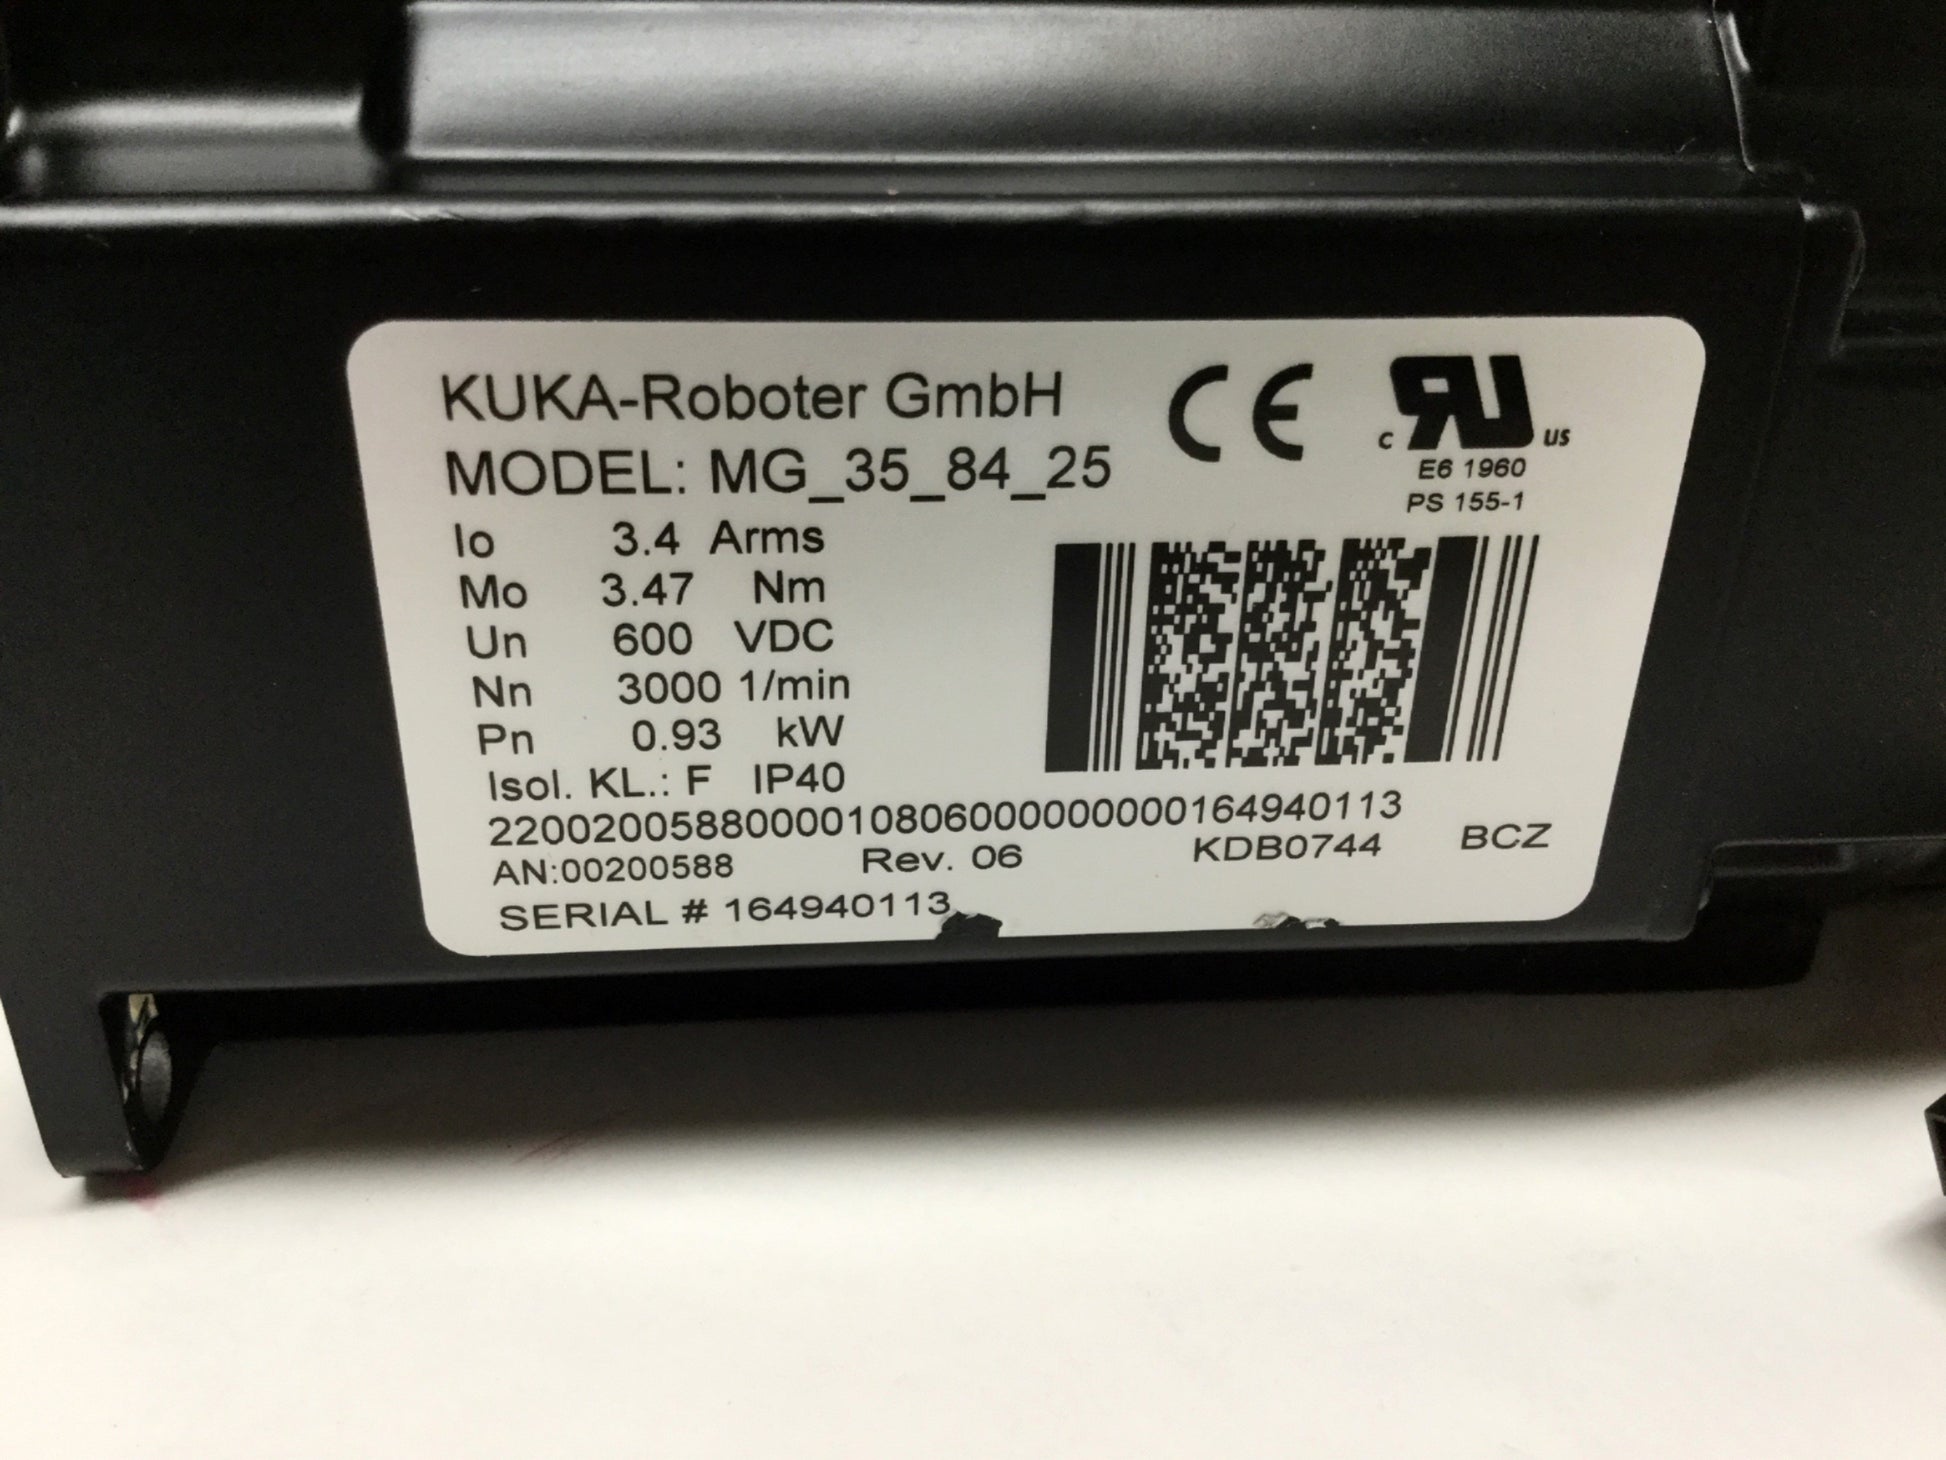 KUKA-Roboter GmbH
MODEL: MG_35_84_25
CE
c RU us
E6 1960
PS 155-1
Io 3.4 Arms
Mo 3.47 Nm
Un 600 VDC
Nn 3000 1/min
Pn 0.93 kW
Isol. KL.: F IP40
22002005880000108060000000000164940113
AN:00200588 Rev. 06 KDB0744 BCZ
SERIAL # 164940113